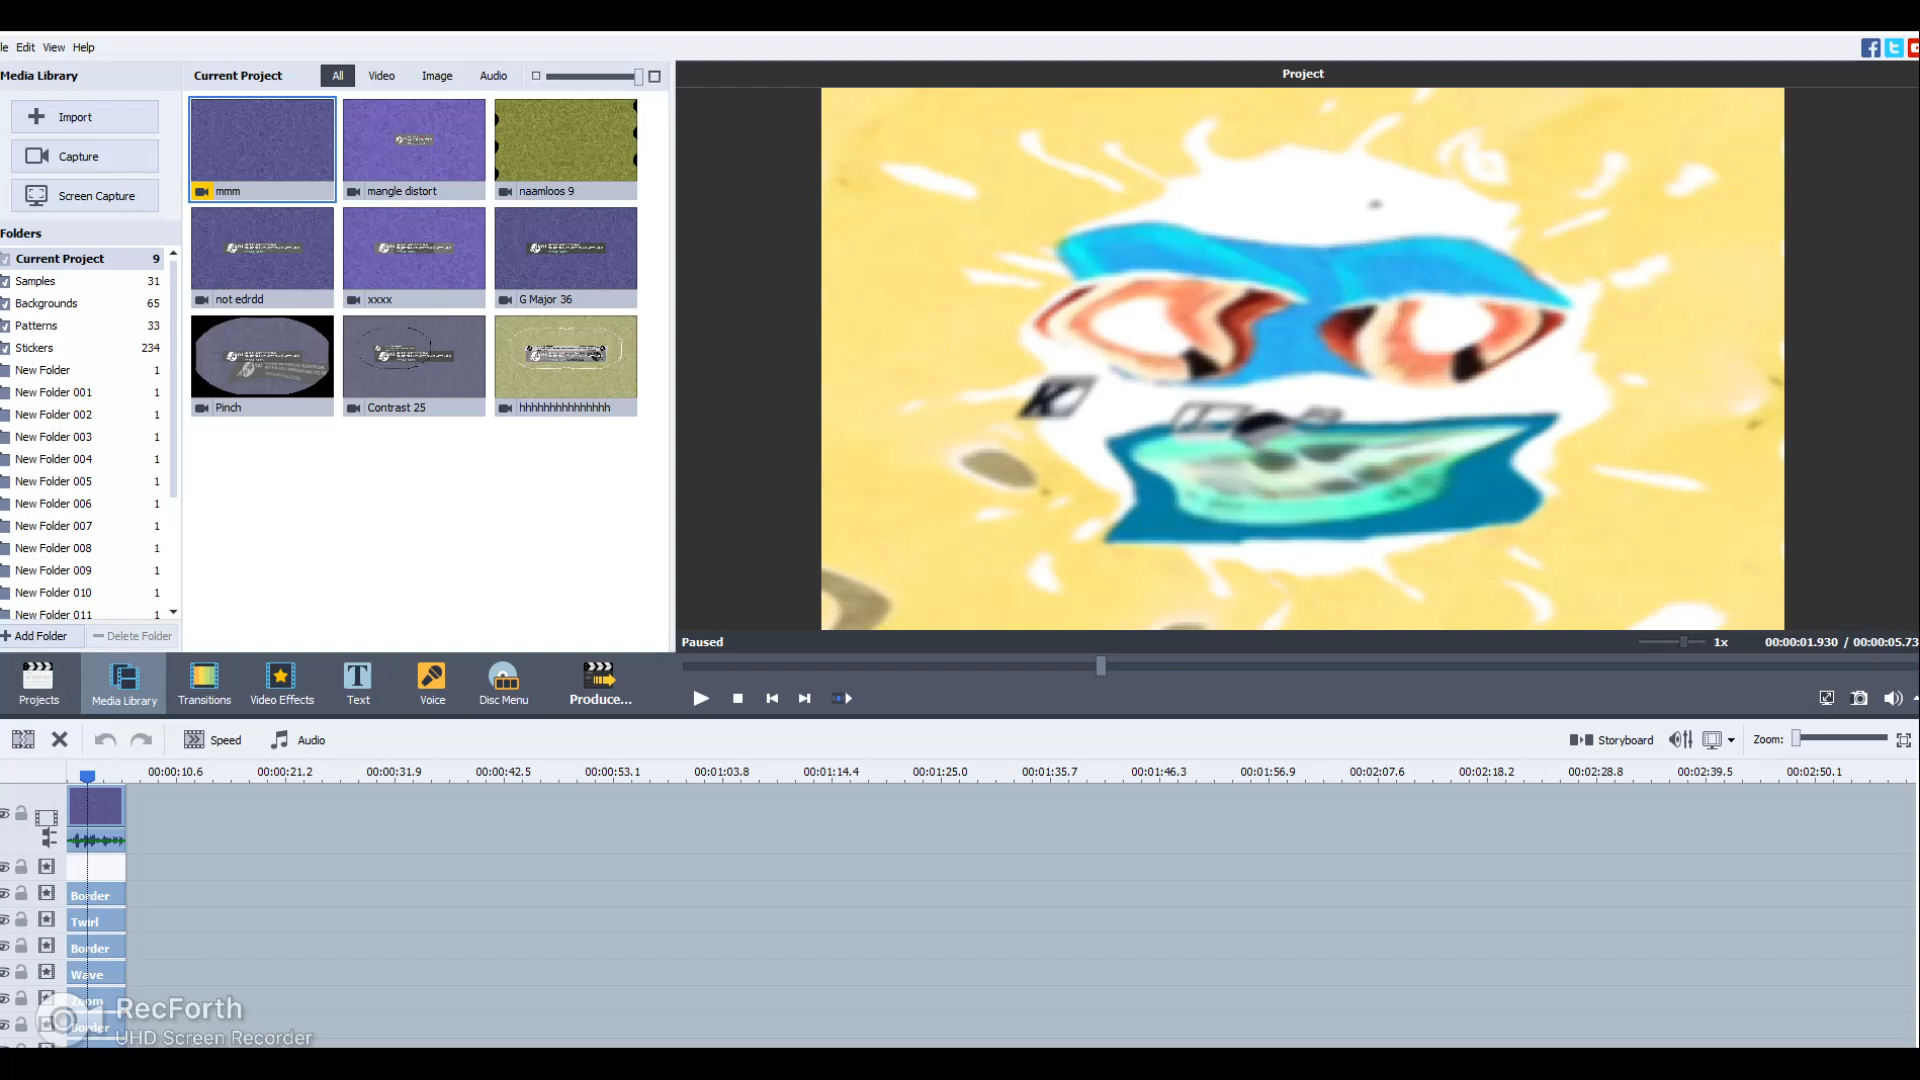 le Edit View Help
Media Library
Current Project
All
Video
Image
Audio
Project
Import
Capture
Screen Capture
mmm
mangle distort
naamloos 9
not edrdd
xxxx
G Major 36
Pinch
Contrast 25
hhhhhhhhhhhhhhh
Folders
Current Project 9
Samples 31
Backgrounds 65
Patterns 33
Stickers 234
New Folder 1
New Folder 001 1
New Folder 002 1
New Folder 003 1
New Folder 004 1
New Folder 005 1
New Folder 006 1
New Folder 007 1
New Folder 008 1
New Folder 009 1
New Folder 010 1
New Folder 011 1
Add Folder
Delete Folder
K
Paused
1x
00:00:01.930 / 00:00:05.73
Projects
Media Library
Transitions
Video Effects
Text
Voice
Disc Menu
Produce...
Speed
Audio
Storyboard
Zoom:
00:00:10.6 00:00:21.2 00:00:31.9 00:00:42.5 00:00:53.1 00:01:03.8 00:01:14.4 00:01:25.0 00:01:35.7 00:01:46.3 00:01:56.9 00:02:07.6 00:02:18.2 00:02:28.8 00:02:39.5 00:02:50.1
Border
Twirl
Border
Wave
Zoom
Border
RecForth
UHD Screen Recorder